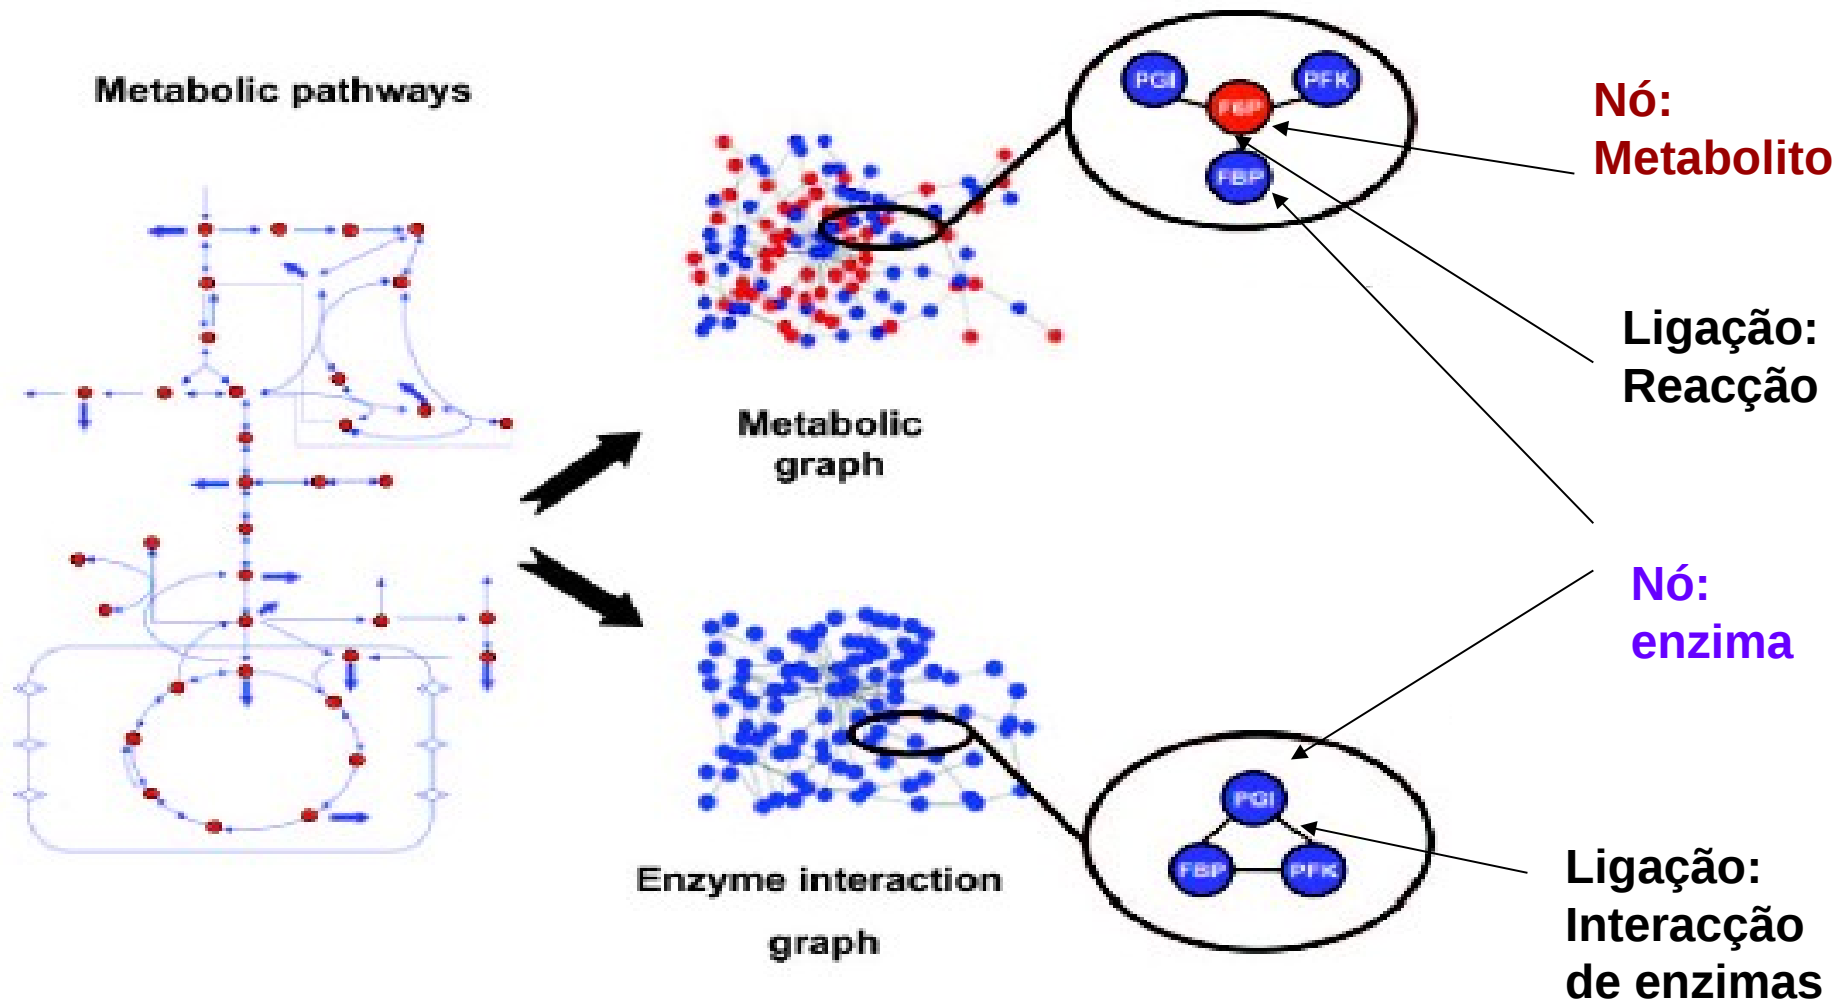 Metabolic pathways
PGI
PFK
F6P
FBP
Nó:
Metabolito
Ligação:
Reacção
Metabolic
graph
Nó:
enzima
PGI
FBP
PFK
Enzyme interaction
graph
Ligação:
Interacção
de enzimas